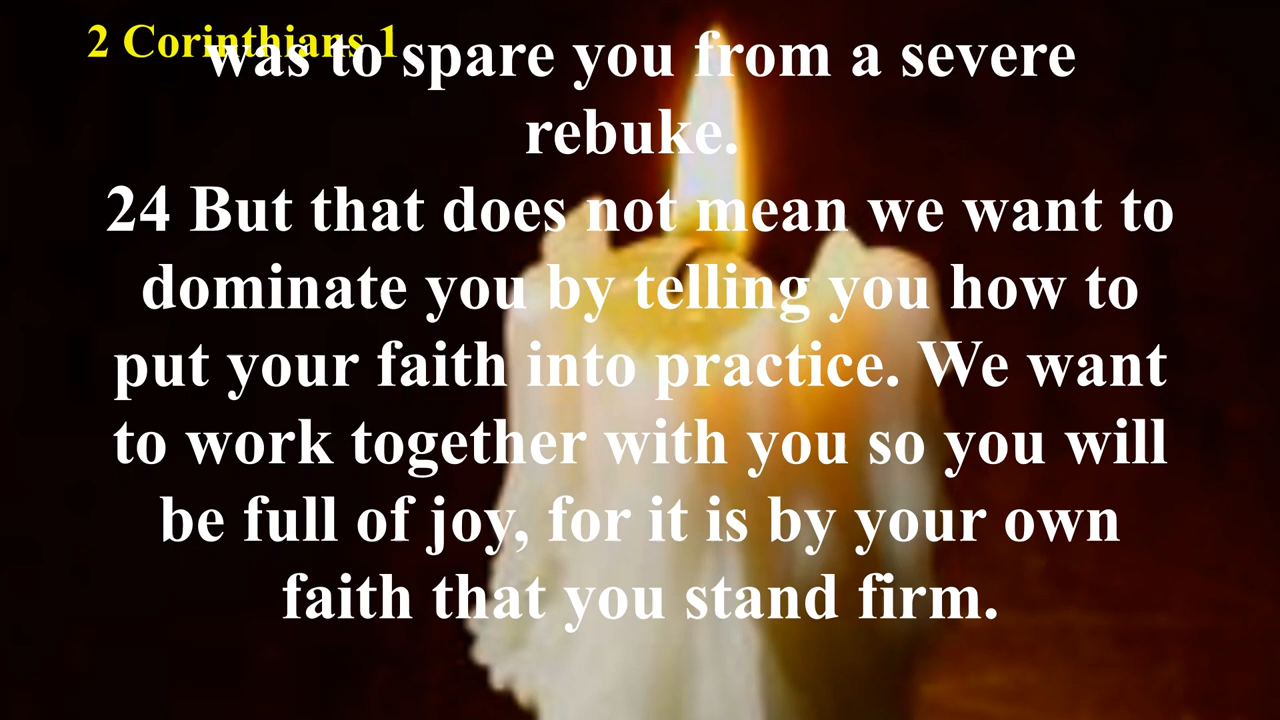 2 Corinthians 1
was to spare you from a severe
rebuke.
24 But that does not mean we want to
dominate you by telling you how to
put your faith into practice. We want
to work together with you so you will
be full of joy, for it is by your own
faith that you stand firm.